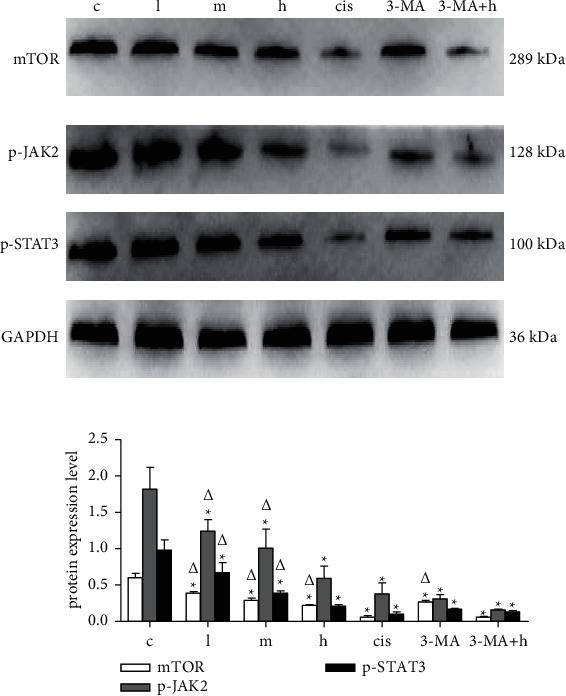 c l m h cis 3-MA 3-MA+h
mTOR 289 kDa
p-JAK2 128 kDa
p-STAT3 100 kDa
GAPDH 36 kDa
protein expression level
2.5
2.0
1.5
1.0
0.5
0.0
Δ Δ
* *
Δ Δ
* *
Δ Δ Δ Δ
* * * * * *
* * * * * * * * *
c l m h cis 3-MA 3-MA+h
mTOR p-STAT3
p-JAK2